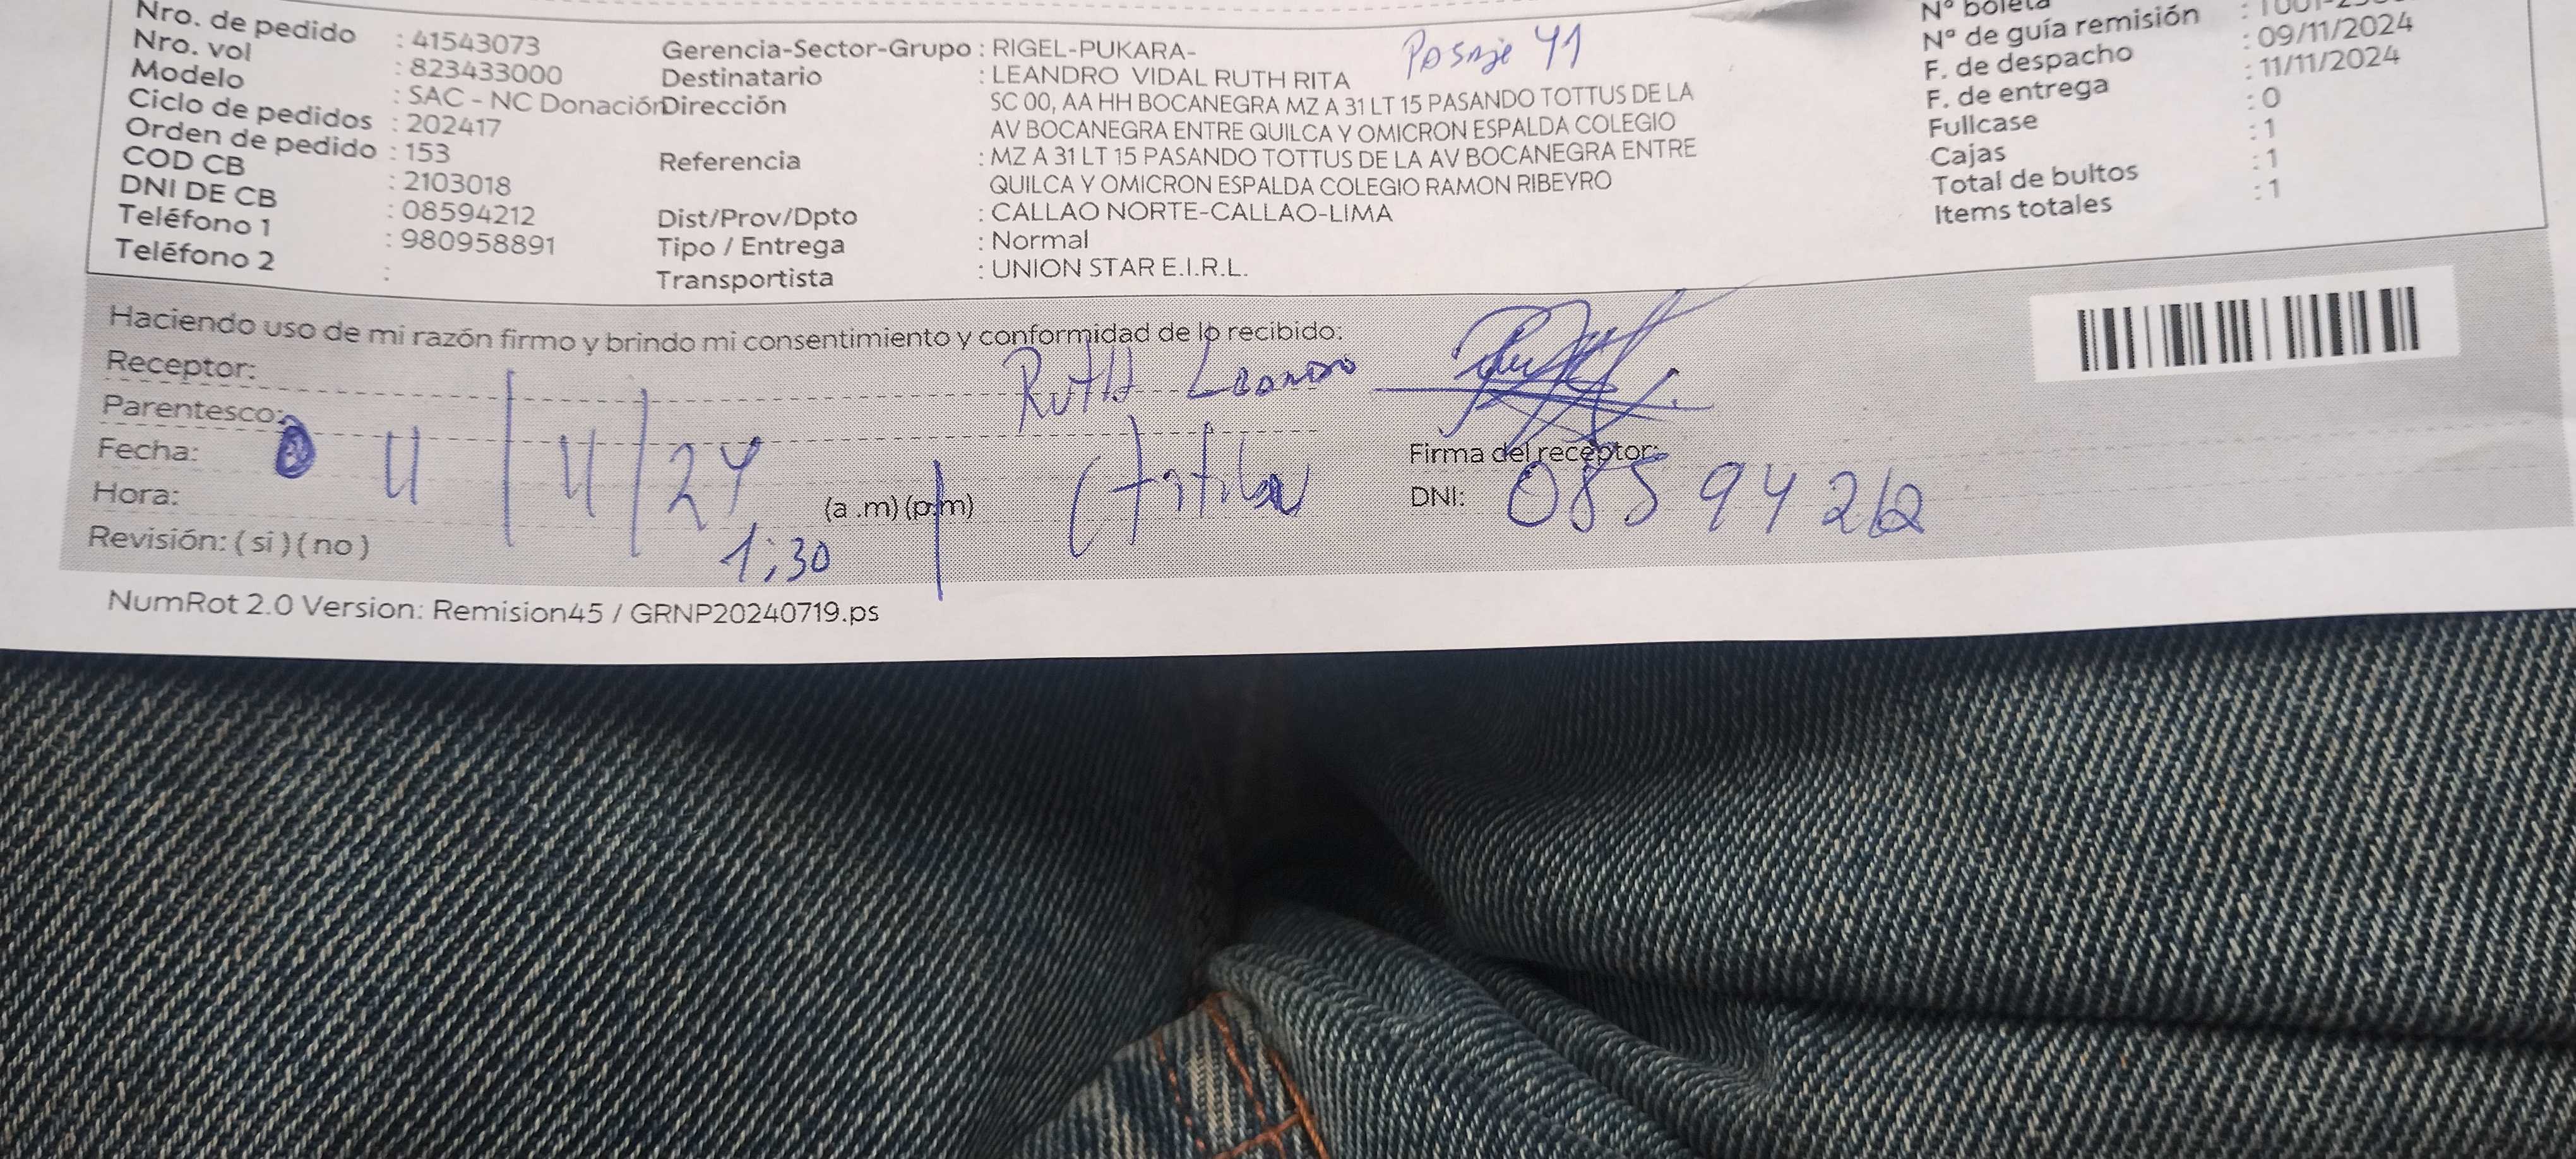 Nro. de pedido : 41543073
Nro. vol : 823433000
Modelo : SAC - NC Donación
Ciclo de pedidos : 202417
Orden de pedido : 153
COD CB : 2103018
DNI DE CB : 08594212
Teléfono 1 : 980958891
Teléfono 2 :
Gerencia-Sector-Grupo : RIGEL-PUKARA-
Destinatario : LEANDRO VIDAL RUTH RITA
Dirección SC 00, AA HH BOCANEGRA MZ A 31 LT 15 PASANDO TOTTUS DE LA
AV BOCANEGRA ENTRE QUILCA Y OMICRON ESPALDA COLEGIO
Referencia : MZ A 31 LT 15 PASANDO TOTTUS DE LA AV BOCANEGRA ENTRE
QUILCA Y OMICRON ESPALDA COLEGIO RAMON RIBEYRO
Dist/Prov/Dpto : CALLAO NORTE-CALLAO-LIMA
Tipo / Entrega : Normal
Transportista : UNION STAR E.I.R.L.
Pasaje 41
N° boleta
N° de guía remisión
F. de despacho : 09/11/2024
F. de entrega : 11/11/2024
Fullcase : 0
Cajas : 1
Total de bultos : 1
Items totales : 1
Haciendo uso de mi razón firmo y brindo mi consentimiento y conformidad de lo recibido:
Receptor: Ruth Leandro
Parentesco:
Fecha: 11/11/24
Hora: 1:30 (a .m) (p.m)
Revisión: ( si ) ( no )
Firma del receptor:
DNI: 08594212
NumRot 2.0 Version: Remision45 / GRNP20240719.ps